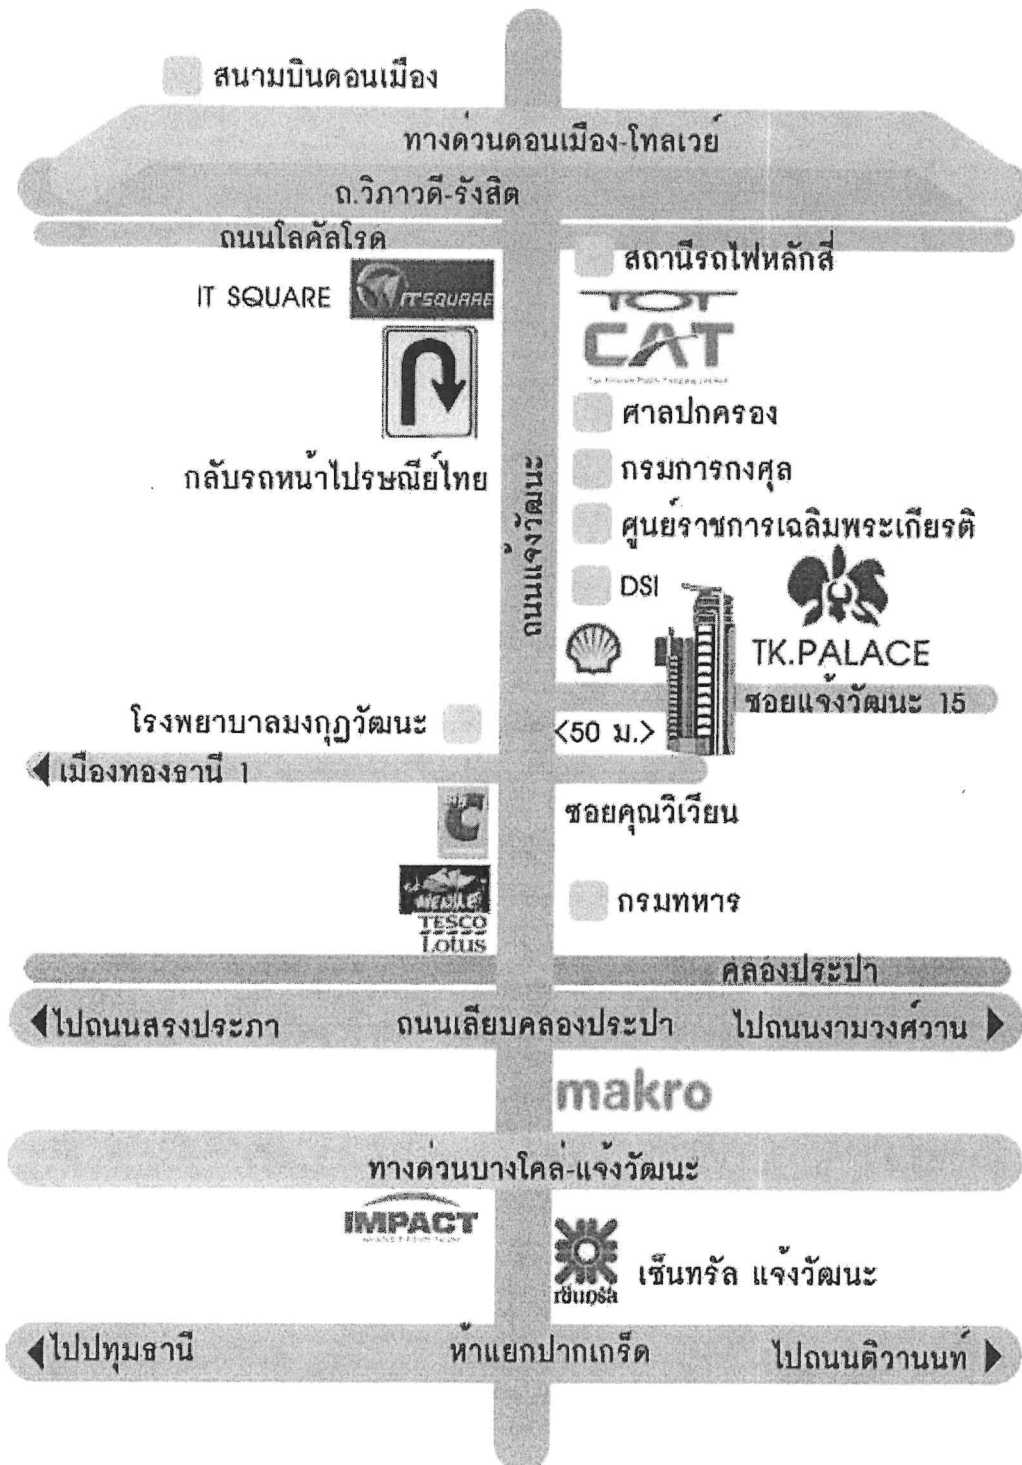 สนามบินดอนเมือง
ทางด่วนดอนเมือง-โทลเวย์
ถ.วิภาวดี-รังสิต
ถนนโลคัลโรด
สถานีรถไฟหลักสี่
IT SQUARE
ITSQUARE
TOT
CAT
ศาลปกครอง
กลับรถหน้าไปรษณีย์ไทย
กรมการกงศุล
ถนนแจ้งวัฒนะ
ศูนย์ราชการเฉลิมพระเกียรติ
DSI
TK.PALACE
ซอยแจ้งวัฒนะ 15
โรงพยาบาลมงกุฎวัฒนะ
<50 ม.>
เมืองทองธานี 1
ซอยคุณวิเวียน
กรมทหาร
TESCO
Lotus
คลองประปา
ไปถนนสรงประภา
ถนนเลียบคลองประปา
ไปถนนงามวงศ์วาน
makro
ทางด่วนบางโคล่-แจ้งวัฒนะ
IMPACT
เซ็นทรัล
เซ็นทรัล แจ้งวัฒนะ
ไปปทุมธานี
ห้าแยกปากเกร็ด
ไปถนนติวานนท์